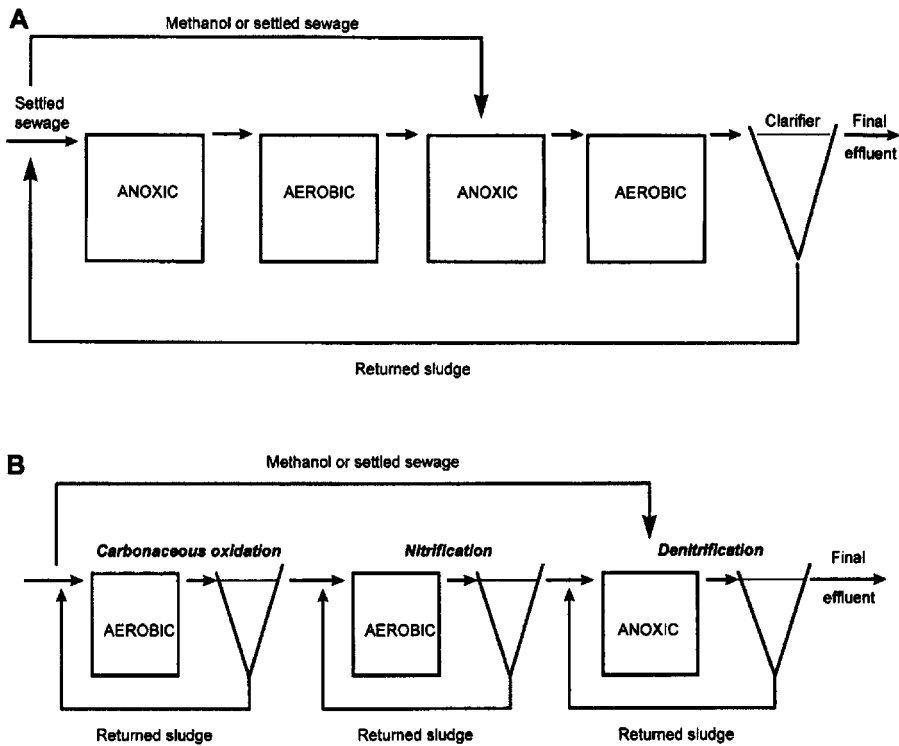 A
Methanol or settled sewage
Settled
sewage
ANOXIC
AEROBIC
ANOXIC
AEROBIC
Clarifier
Final
effluent
Returned sludge
B
Methanol or settled sewage
Carbonaceous oxidation
Nitrification
Denitrification
AEROBIC
AEROBIC
ANOXIC
Final
effluent
Returned sludge
Returned sludge
Returned sludge